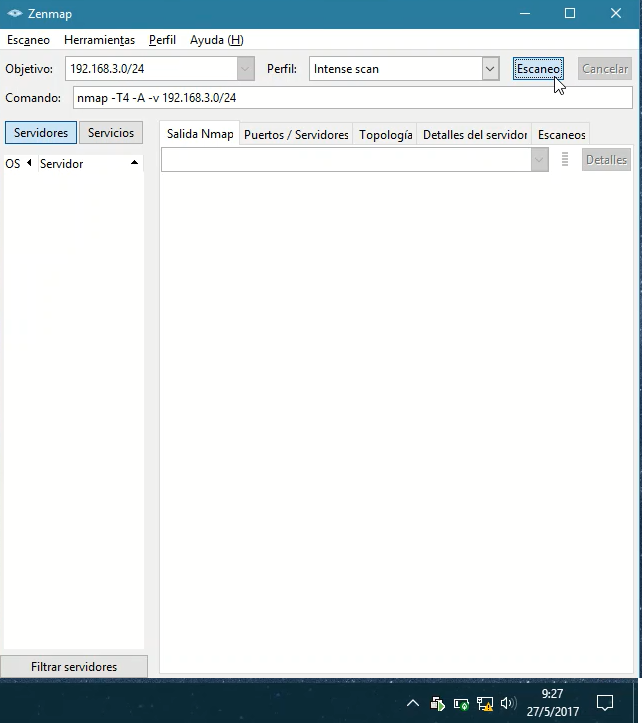 Zenmap
Escaneo Herramientas Perfil Ayuda (H)
Objetivo: 192.168.3.0/24 Perfil: Intense scan Escaneo Cancelar
Comando: nmap -T4 -A -v 192.168.3.0/24
Servidores Servicios Salida Nmap Puertos / Servidores Topología Detalles del servidor Escaneos
OS Servidor Detalles
Filtrar servidores
9:27
27/5/2017